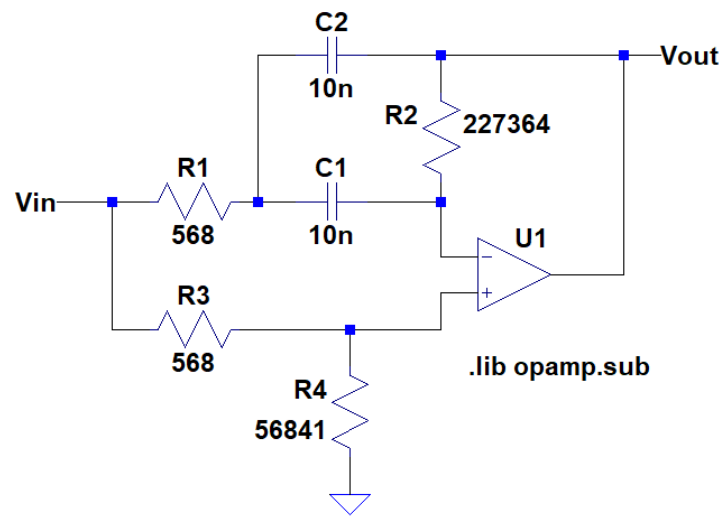 C2
10n
Vout
R2
227364
R1
C1
Vin
568
10n
U1
R3
568
.lib opamp.sub
R4
56841